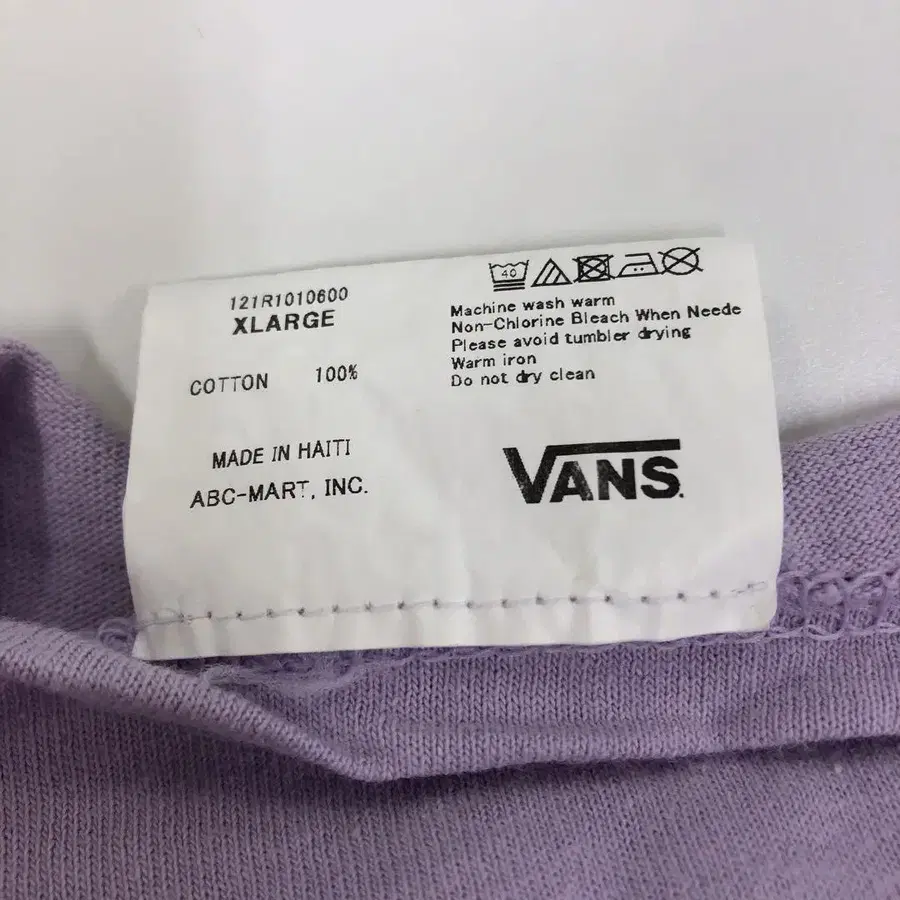 121R1010600
XLARGE
COTTON 100%
MADE IN HAITI
ABC-MART, INC.
40
Machine wash warm
Non-Chlorine Bleach When Neede
Please avoid tumbler drying
Warm iron
Do not dry clean
VANS.